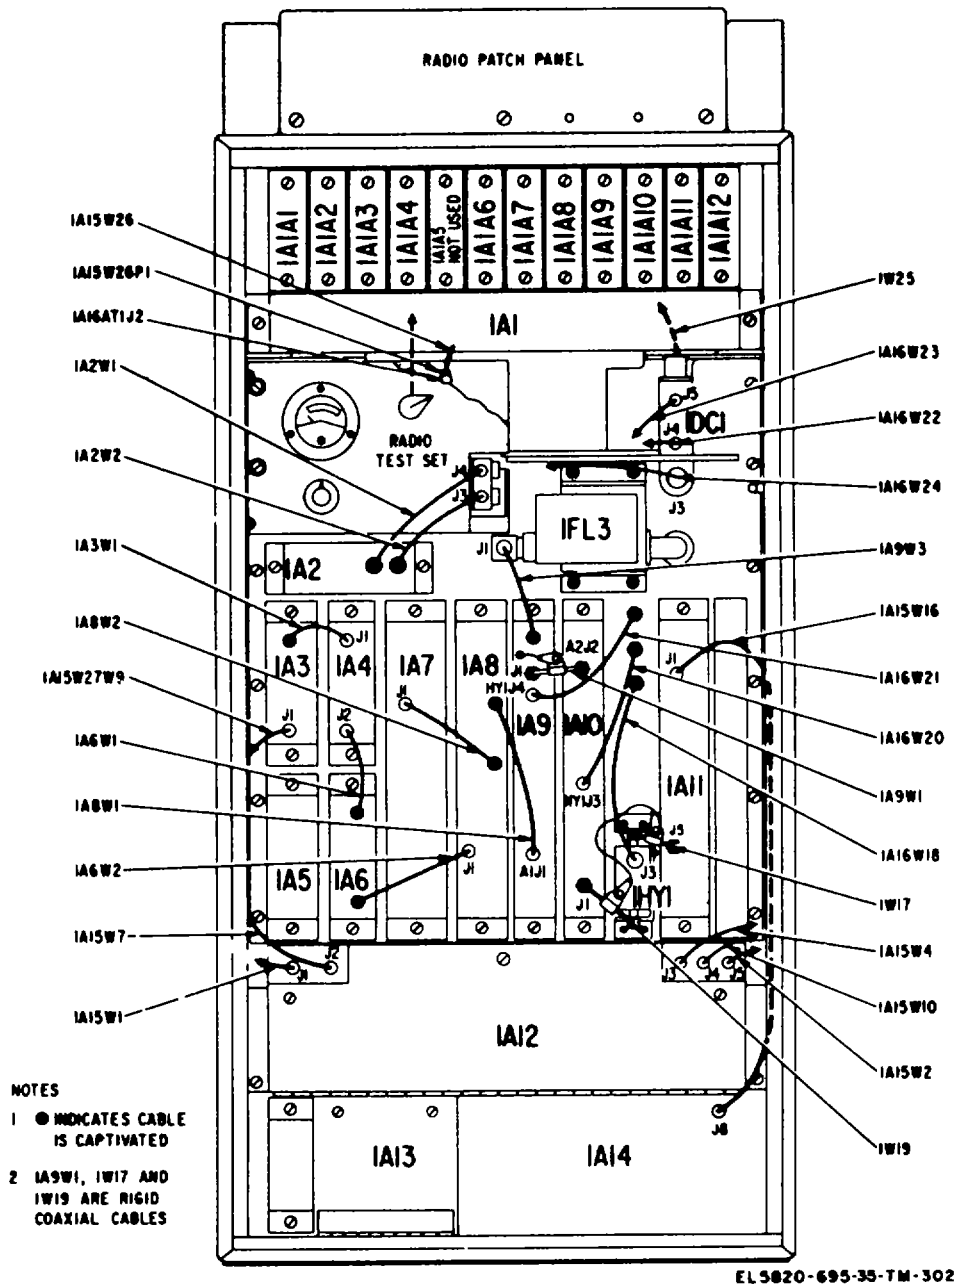 RADIO PATCH PANEL
1A1A1
1A1A2
1A1A3
1A1A4
1A1A5
NOT USED
1A1A6
1A1A7
1A1A8
1A1A9
1A1A10
1A1A11
1A1A12
1A15W26
1A15W26P1
1A16AT1J2
1A2W1
1A2W2
1A3W1
1A8W2
1A15W27W9
1A6W1
1A8W1
1A6W2
1A15W7
1A15W1
1A1
RADIO
TEST SET
J4
J3
J5
1DC1
J4
J3
1FL3
J1
1A2
1A3
J1
1A4
1A7
1A8
A2J2
J1
J1
HY1J4
1A9
1A10
J1
J1
J2
1A11
HY1J3
J5
J3
J1
A1J1
1A5
1A6
J1
1HY1
J1
J2
J3
J4
J5
1A12
J8
1A13
1A14
1W25
1A16W23
1A16W22
1A16W24
1A9W3
1A15W16
1A16W21
1A16W20
1A9W1
1A16W18
1W17
1A15W4
1A15W10
1A15W2
1W19
NOTES
1 ● INDICATES CABLE
IS CAPTIVATED
2 1A9W1, 1W17 AND
1W19 ARE RIGID
COAXIAL CABLES
EL5820-695-35-TM-302